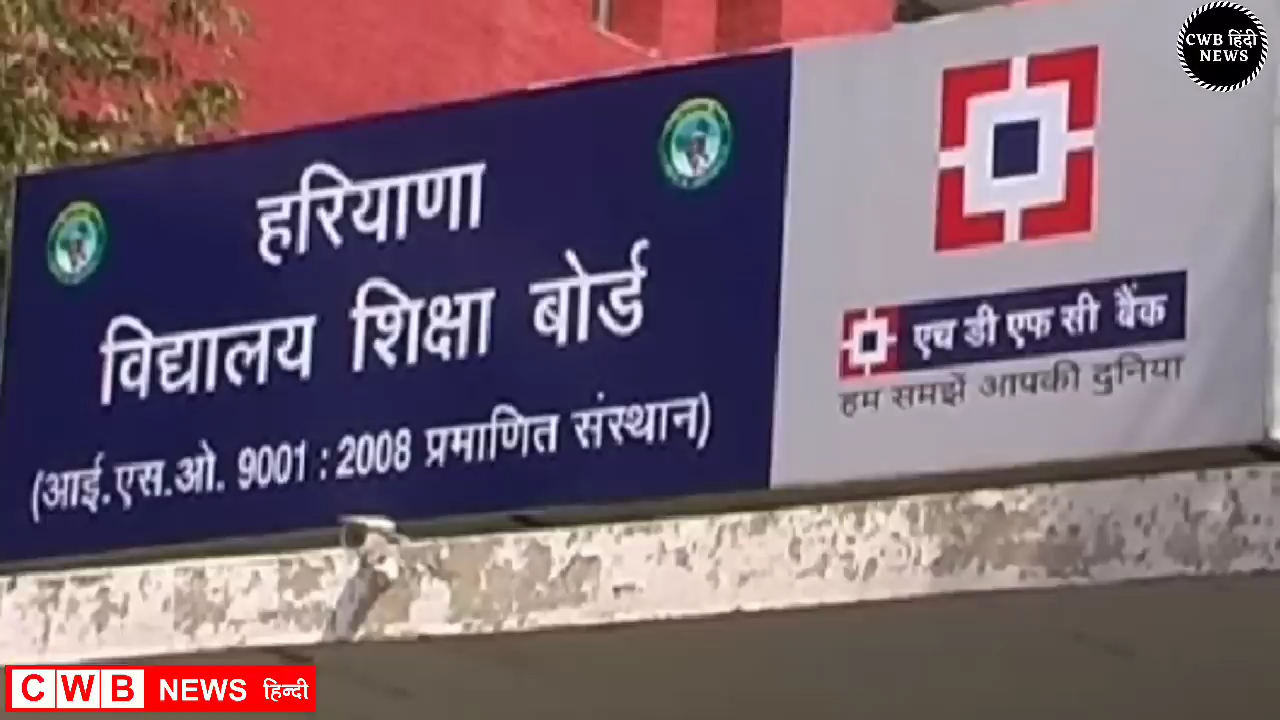 हरियाणा
विद्यालय शिक्षा बोर्ड
(आई.एस.ओ. 9001 : 2008 प्रमाणित संस्थान)
एच डी एफ सी बैंक
हम समझें आपकी दुनिया
CWB हिंदी
NEWS
CWB NEWS हिन्दी